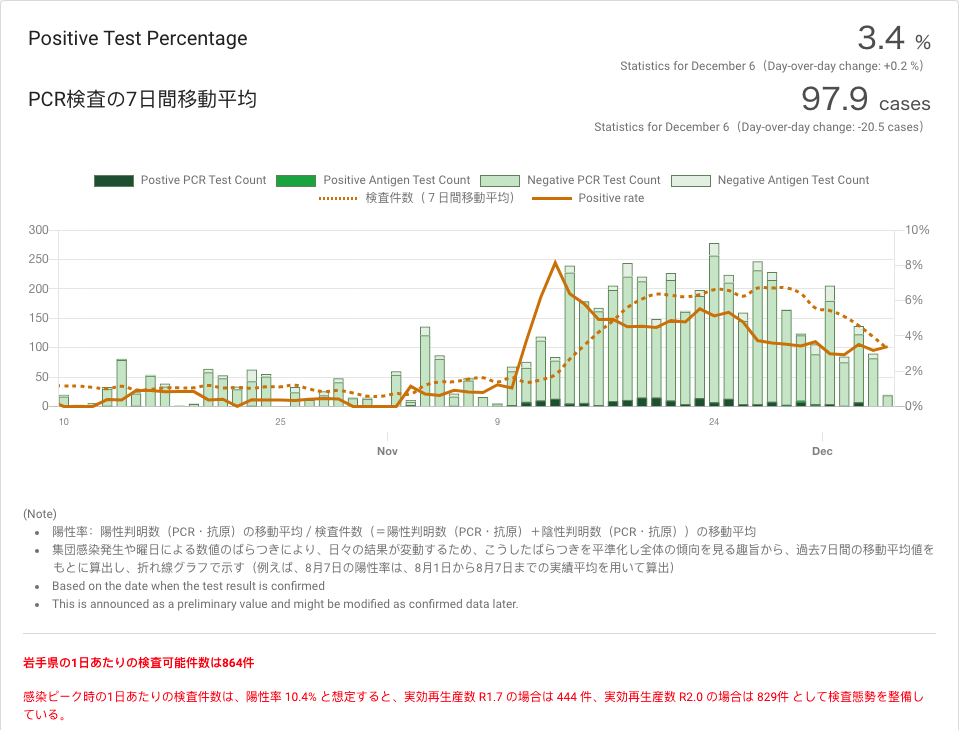 Positive Test Percentage
3.4 %
Statistics for December 6（Day-over-day change: +0.2 %）
PCR検査の7日間移動平均
97.9 cases
Statistics for December 6（Day-over-day change: -20.5 cases）
Postive PCR Test Count Positive Antigen Test Count Negative PCR Test Count Negative Antigen Test Count
検査件数（７日間移動平均） Positive rate
300 10%
250 8%
200
6%
150
4%
100
2%
50
0 0%
10 25 9 24
Nov Dec
(Note)
陽性率：陽性判明数（PCR・抗原）の移動平均 / 検査件数（＝陽性判明数（PCR・抗原）＋陰性判明数（PCR・抗原））の移動平均
集団感染発生や曜日による数値のばらつきにより、日々の結果が変動するため、こうしたばらつきを平準化し全体の傾向を見る趣旨から、過去7日間の移動平均値を
もとに算出し、折れ線グラフで示す（例えば、8月7日の陽性率は、8月1日から8月7日までの実績平均を用いて算出）
Based on the date when the test result is confirmed
This is announced as a preliminary value and might be modified as confirmed data later.
岩手県の1日あたりの検査可能件数は864件
感染ピーク時の1日あたりの検査件数は、陽性率 10.4% と想定すると、実効再生産数 R1.7 の場合は 444 件、実効再生産数 R2.0 の場合は 829件 として検査態勢を整備し
ている。